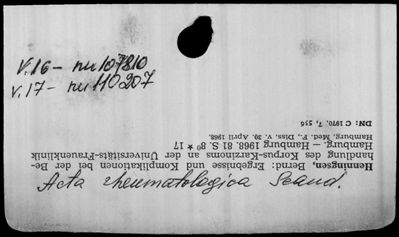 V. 16 – nu 107810
V. 17 – nu 110207
Acta rheumatologica Scand.
Henningsen, Bernd: Ergebnisse und Komplikationen bei der Be-
handlung des Korpus-Karzinoms an der Universitäts-Frauenklinik
Hamburg. — Hamburg 1968. 81 S. 8° 17
Hamburg, Med. F., Diss. v. 30. April 1968.
DN: C 1970, 7, 556